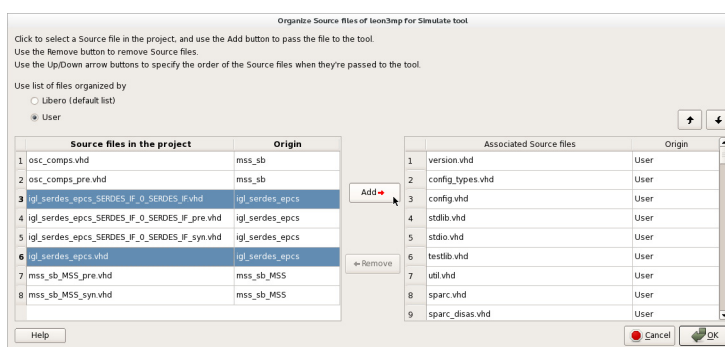 Organize Source files of leon3mp for Simulate tool
Click to select a Source file in the project, and use the Add button to pass the file to the tool.
Use the Remove button to remove Source files.
Use the Up/Down arrow buttons to specify the order of the Source files when they're passed to the tool.
Use list of files organized by
Libero (default list)
User
Source files in the project Origin
1 osc_comps.vhd mss_sb
2 osc_comps_pre.vhd mss_sb
3 igl_serdes_epcs_SERDES_IF_0_SERDES_IF.vhd igl_serdes_epcs
4 igl_serdes_epcs_SERDES_IF_0_SERDES_IF_pre.vhd igl_serdes_epcs
5 igl_serdes_epcs_SERDES_IF_0_SERDES_IF_syn.vhd igl_serdes_epcs
6 igl_serdes_epcs.vhd igl_serdes_epcs
7 mss_sb_MSS_pre.vhd mss_sb_MSS
8 mss_sb_MSS_syn.vhd mss_sb_MSS
Add
Remove
Associated Source files Origin
1 version.vhd User
2 config_types.vhd User
3 config.vhd User
4 stdlib.vhd User
5 stdio.vhd User
6 testlib.vhd User
7 util.vhd User
8 sparc.vhd User
9 sparc_disas.vhd User
Help
Cancel
OK